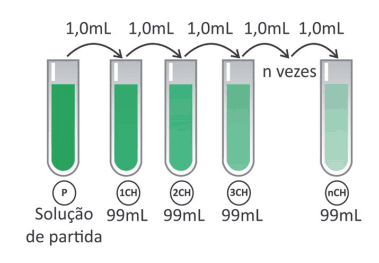 1,0mL 1,0mL 1,0mL 1,0mL 1,0mL
n vezes
P 1CH 2CH 3CH nCH
Solução 99mL 99mL 99mL 99mL
de partida